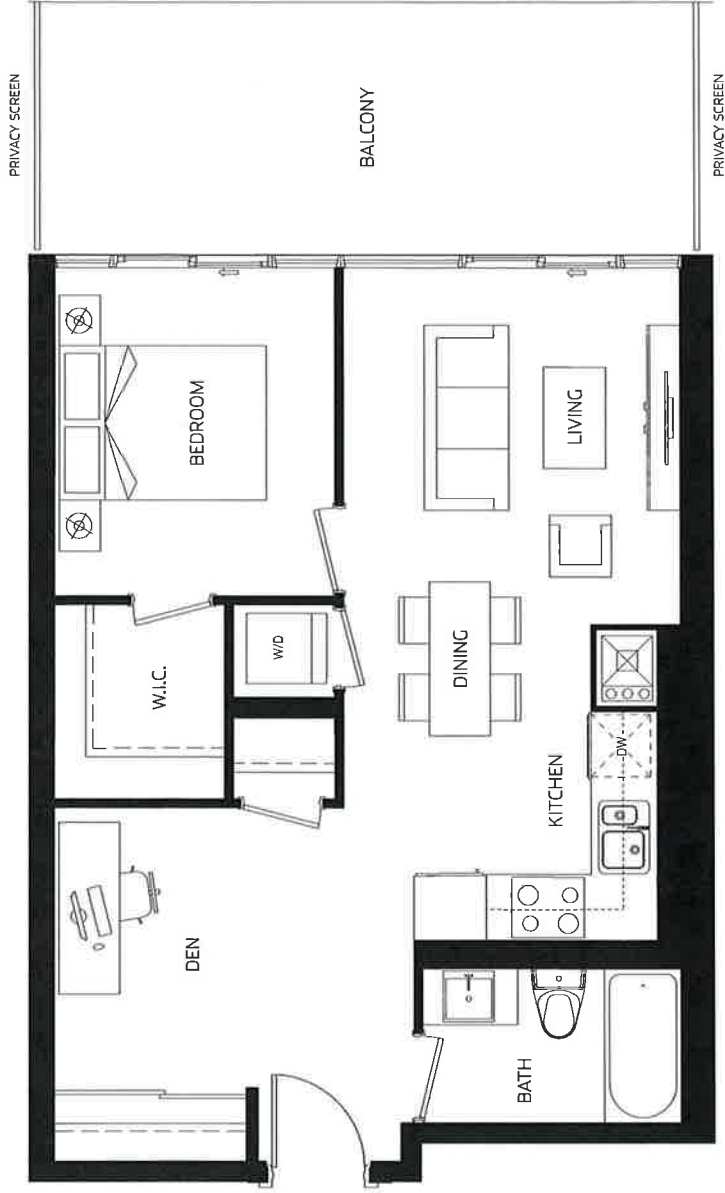 PRIVACY SCREEN
BALCONY
PRIVACY SCREEN
BEDROOM
LIVING
W.I.C.
W/D
DINING
KITCHEN
DW
DEN
BATH